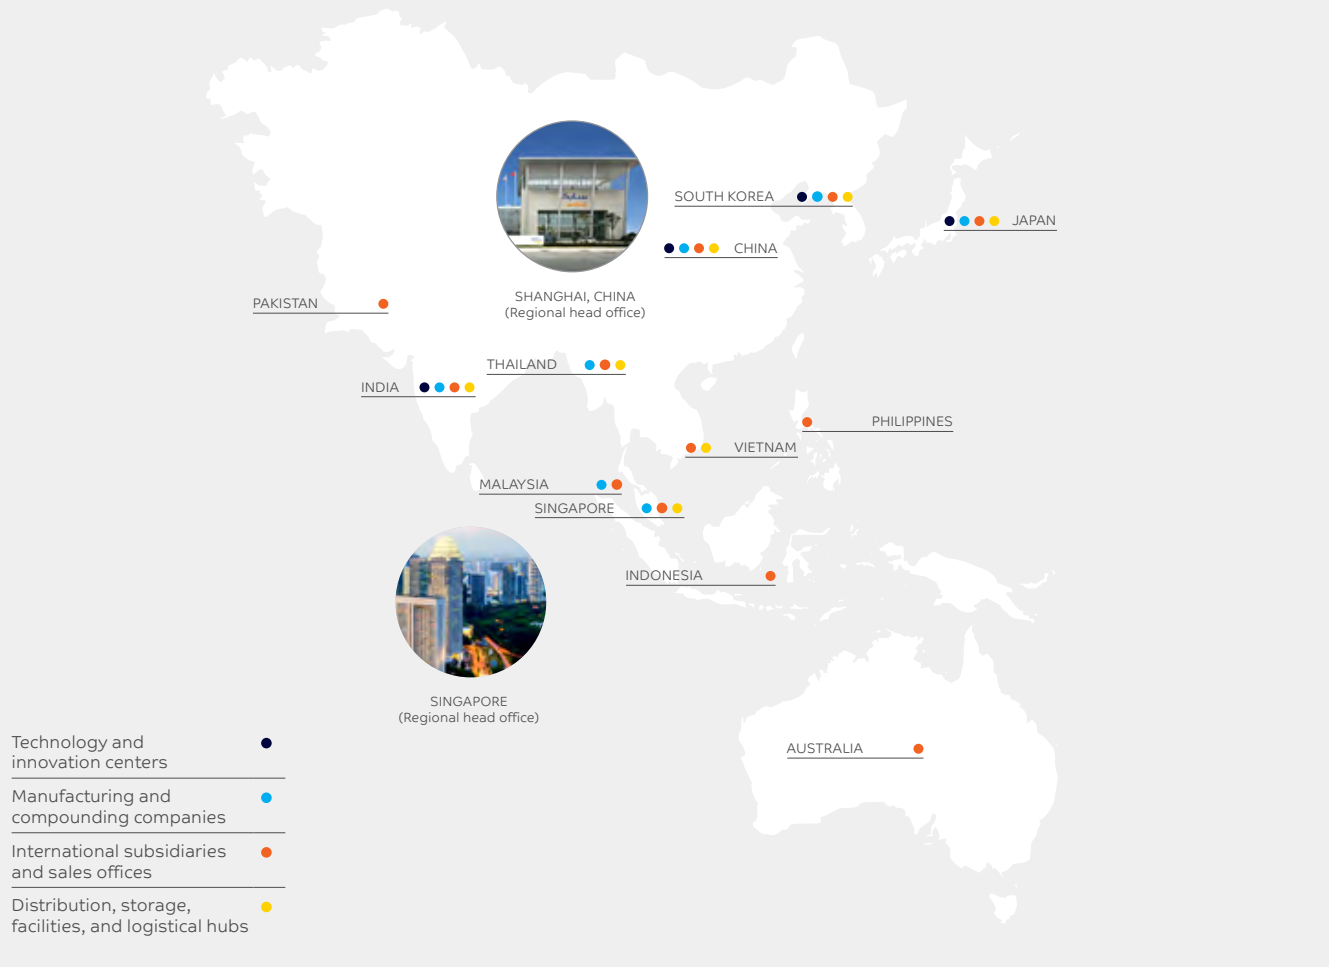 SOUTH KOREA
JAPAN
CHINA
SHANGHAI, CHINA
(Regional head office)
PAKISTAN
THAILAND
INDIA
PHILIPPINES
VIETNAM
MALAYSIA
SINGAPORE
INDONESIA
SINGAPORE
(Regional head office)
AUSTRALIA
Technology and
innovation centers
Manufacturing and
compounding companies
International subsidiaries
and sales offices
Distribution, storage,
facilities, and logistical hubs